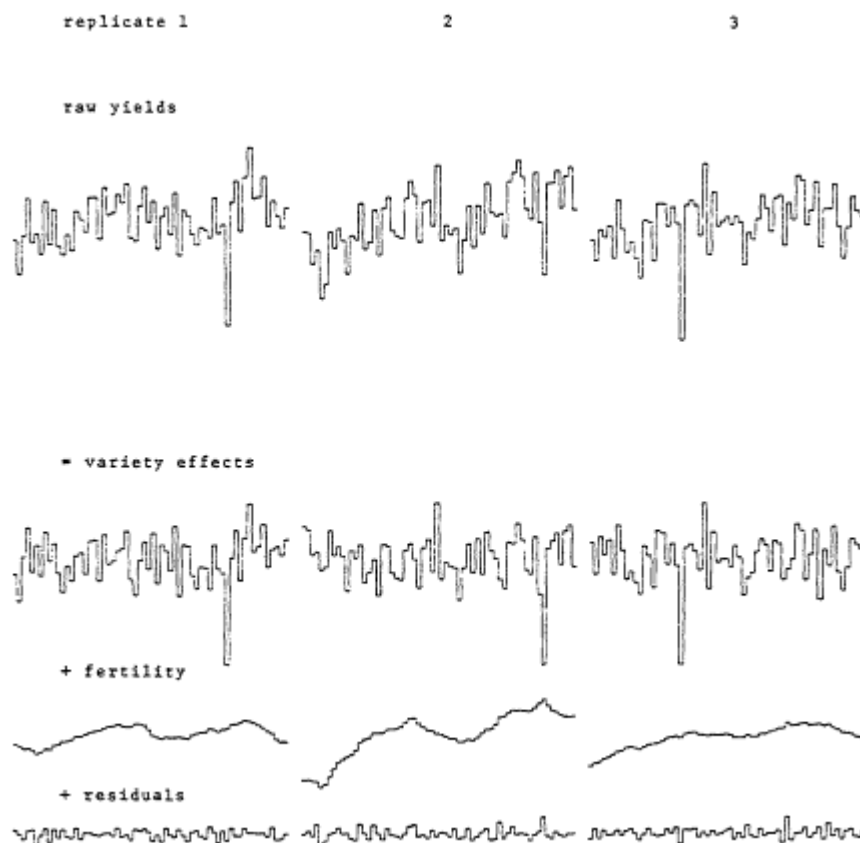 replicate 1 2 3
raw yields
= variety effects
+ fertility
+ residuals